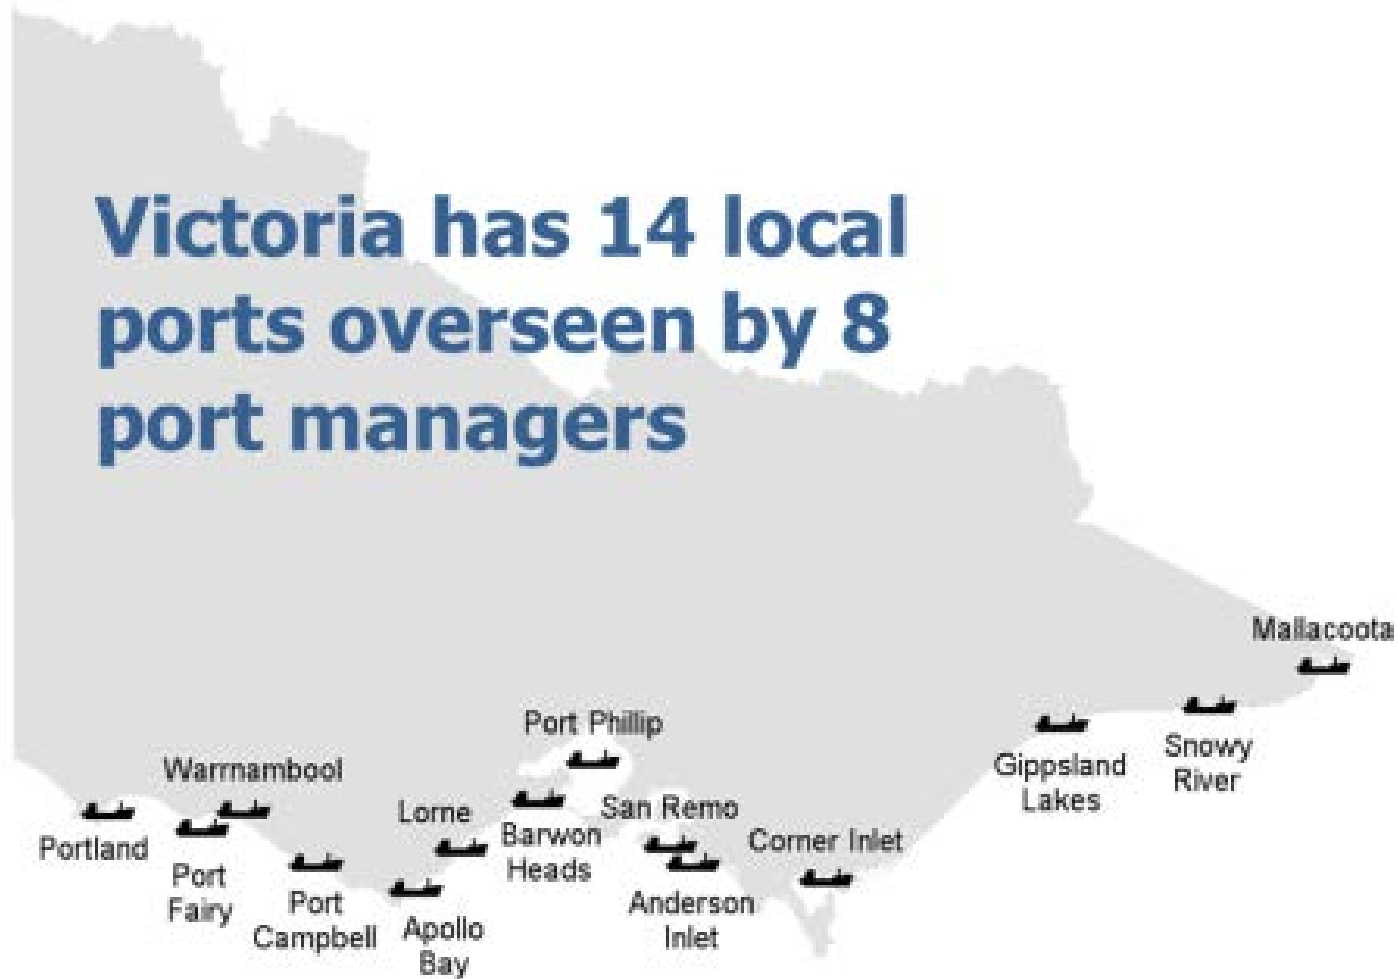 Victoria has 14 local
ports overseen by 8
port managers
Mallacoota
Port Phillip
Snowy
River
Gippsland
Lakes
Warrnambool
San Remo
Lorne
Barwon
Heads
Corner Inlet
Portland
Port
Fairy
Port
Campbell
Apollo
Bay
Anderson
Inlet